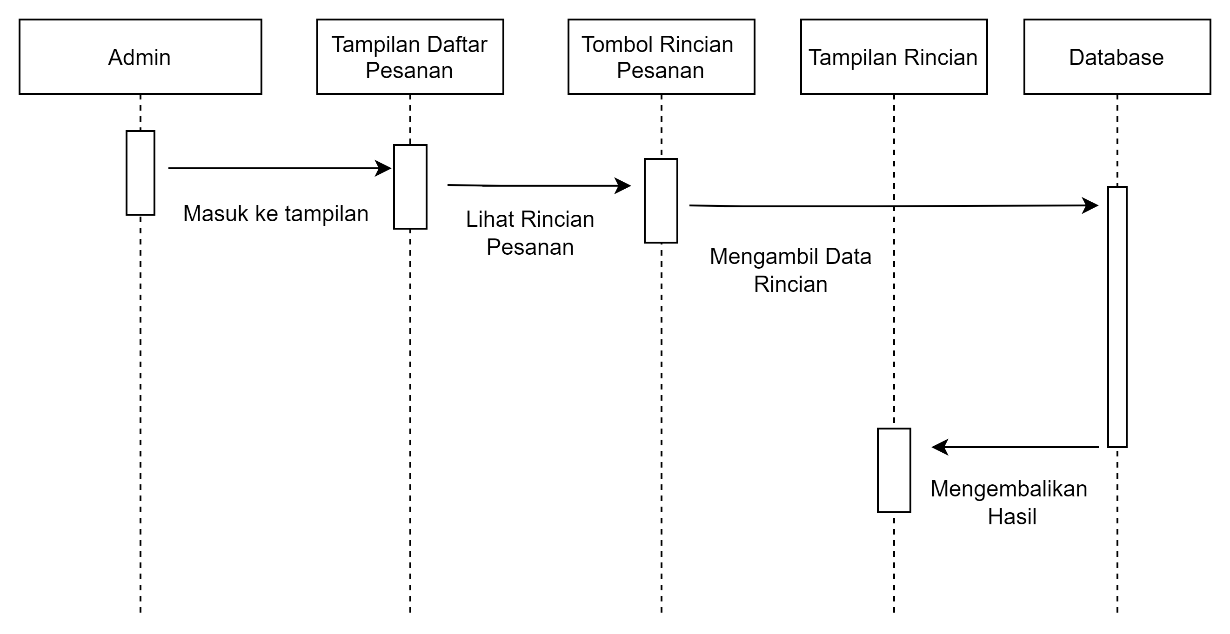 Admin
Tampilan Daftar
Pesanan
Tombol Rincian
Pesanan
Tampilan Rincian
Database
Masuk ke tampilan
Lihat Rincian
Pesanan
Mengambil Data
Rincian
Mengembalikan
Hasil